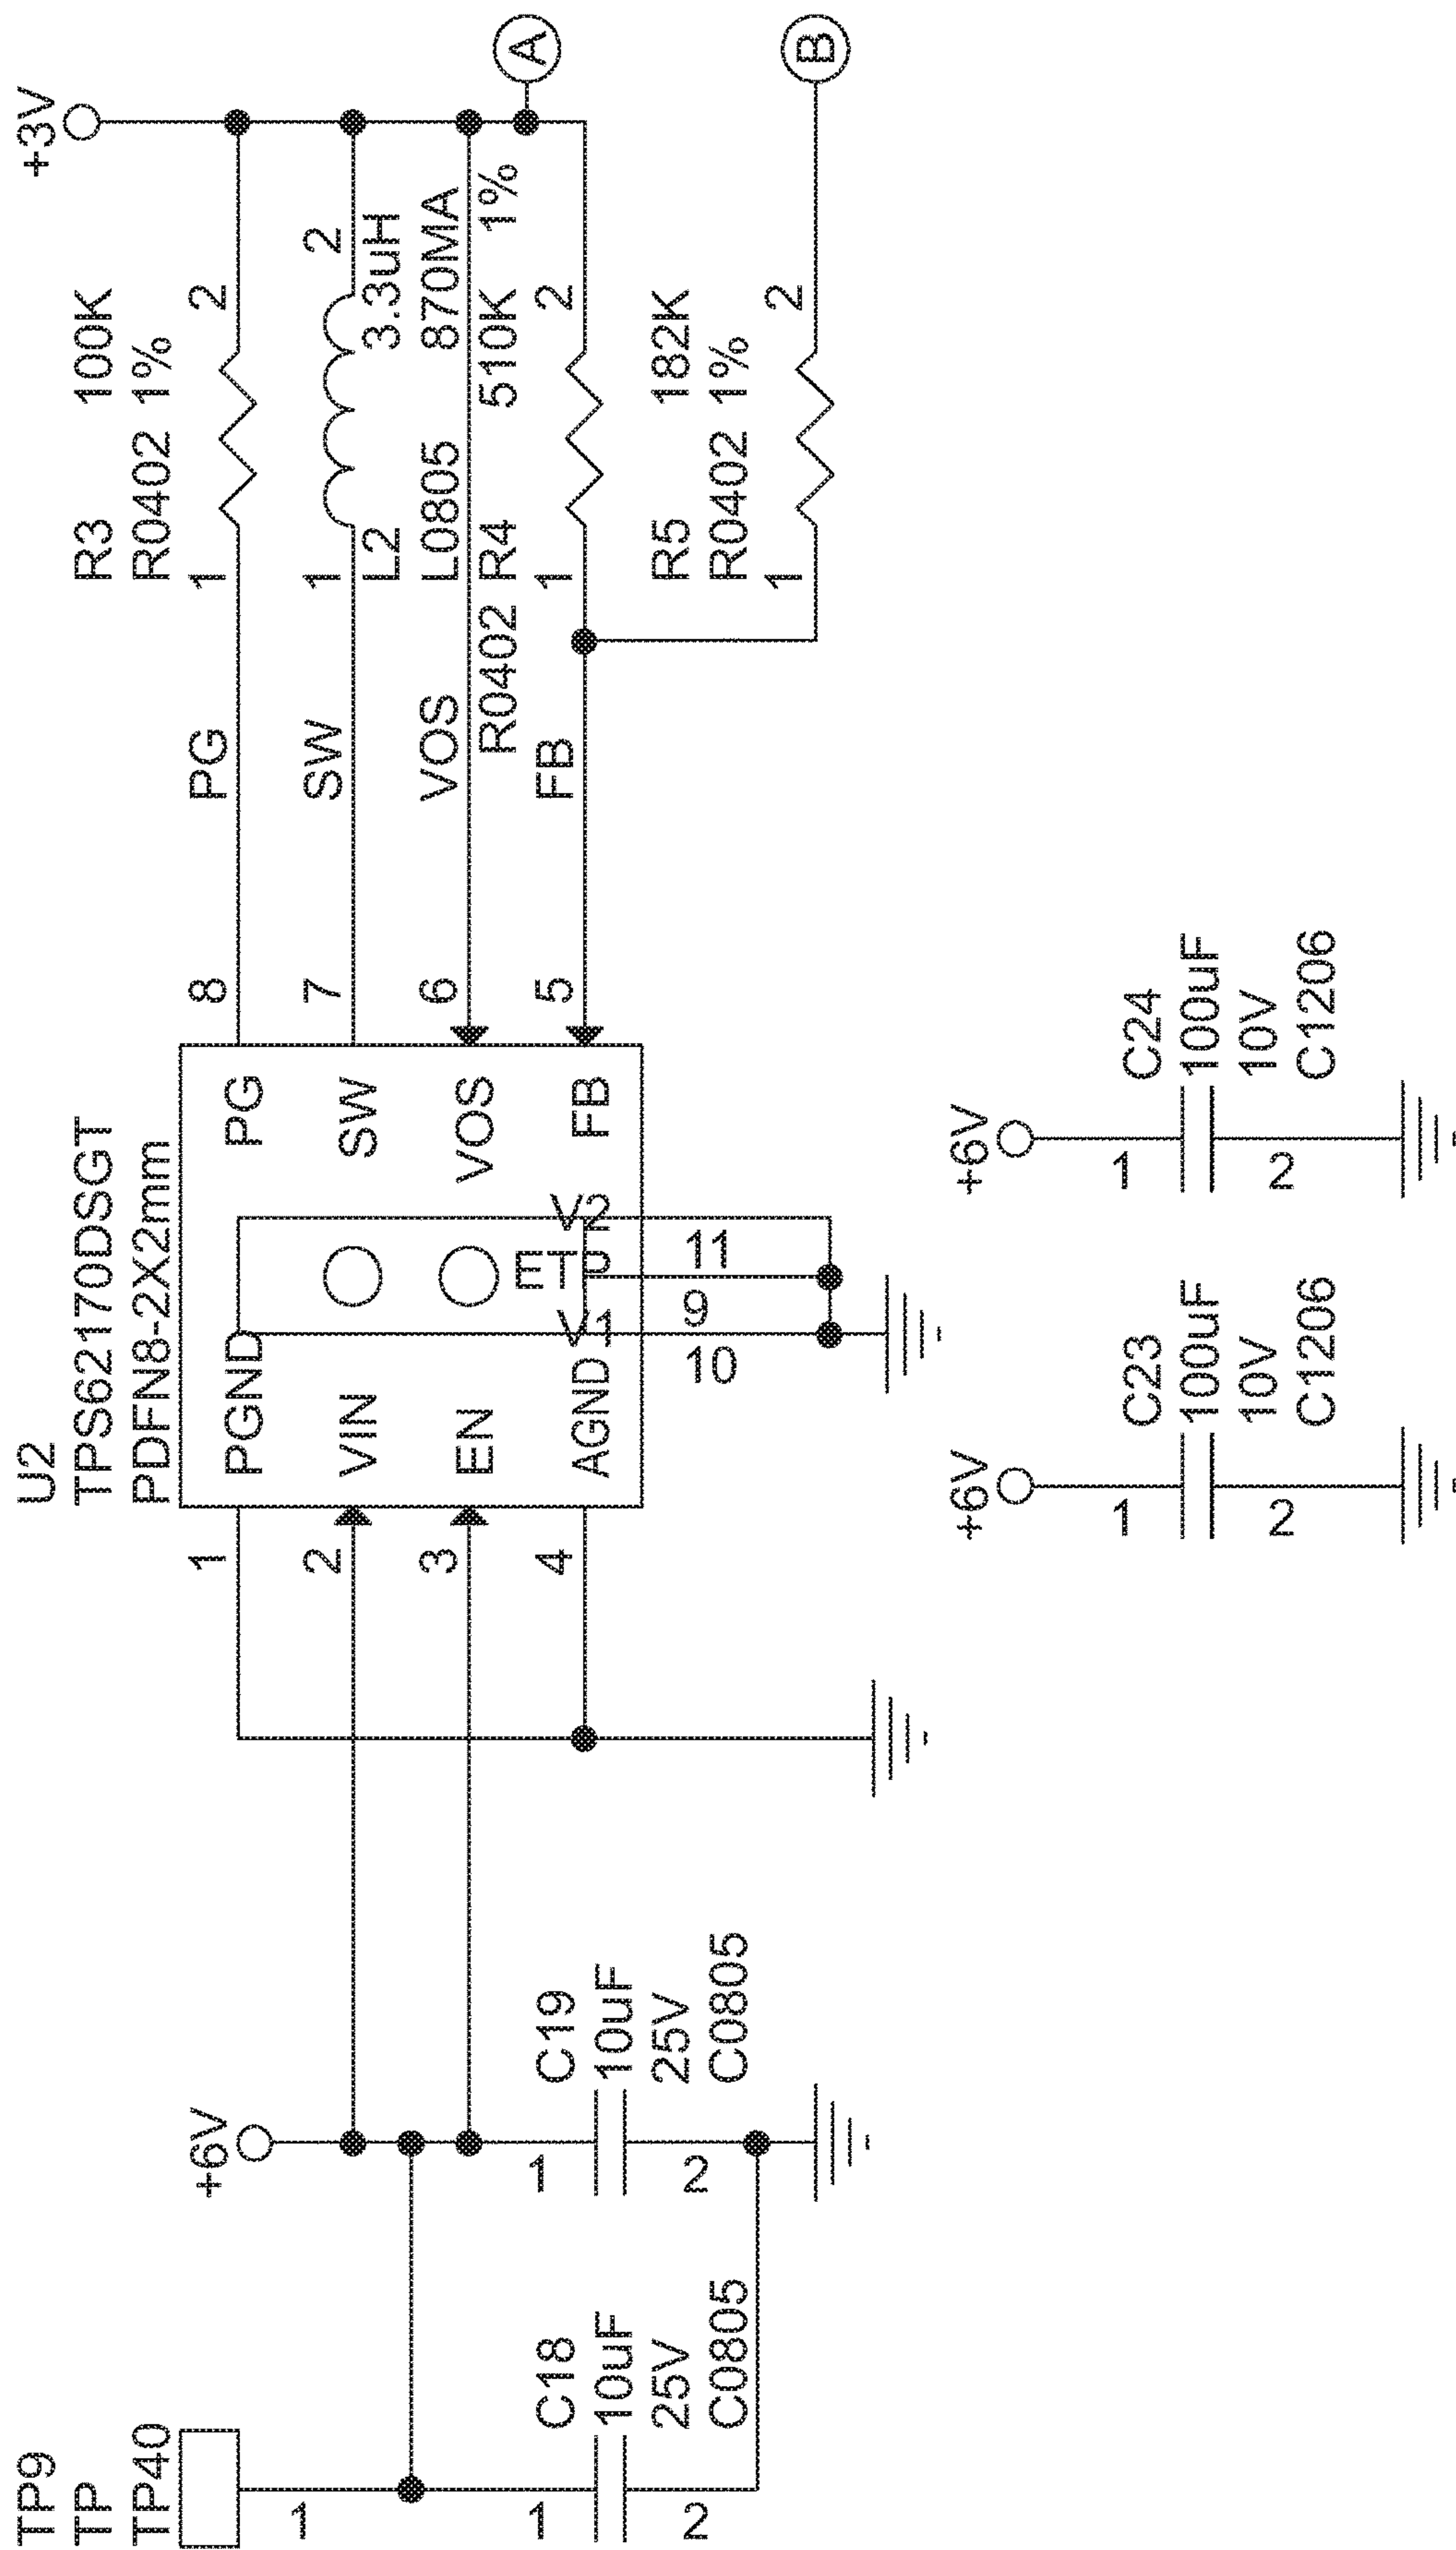 TP9
TP
TP40
1
+6V
C18
10uF
25V
C0805
1
2
C19
10uF
25V
C0805
1
2
U2
TPS62170DSGT
PDFN8-2X2mm
1
2
3
4
PGND
VIN
EN
AGND
PG
SW
VOS
FB
V2
ETP
V1
11
9
10
8
7
6
5
PG
SW
VOS
FB
R3 100K
R0402 1%
1
2
1
2
L2 3.3uH
L0805 870MA
R0402 R4 510K 1%
1
2
R5 182K
R0402 1%
1
2
+3V
A
B
+6V
C23
100uF
10V
C1206
1
2
+6V
C24
100uF
10V
C1206
1
2